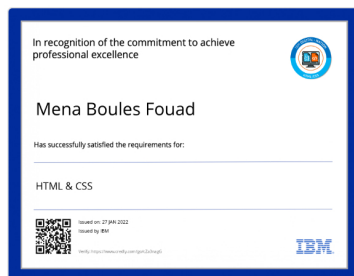 In recognition of the commitment to achieve
professional excellence
Mena Boules Fouad
Has successfully satisfied the requirements for:
HTML & CSS
Issued on: 27 JAN 2022
Issued by IBM
IBM